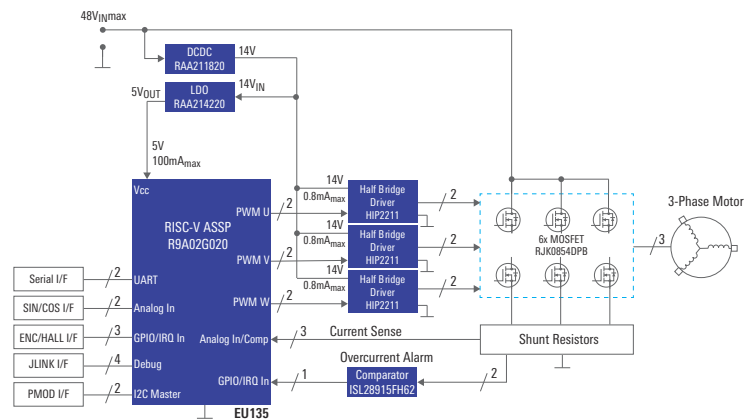 48VINmax
DCDC
RAA211820
14V
LDO
RAA214220
14VIN
5VOUT
5V
100mAmax
Vcc
RISC-V ASSP
R9A02G020
PWM U
2
PWM V
2
PWM W
2
14V
0.8mAmax
Half Bridge
Driver
HIP2211
2
14V
0.8mAmax
Half Bridge
Driver
HIP2211
2
14V
0.8mAmax
Half Bridge
Driver
HIP2211
2
6x MOSFET
RJK0854DPB
3
3-Phase Motor
Serial I/F
2
UART
SIN/COS I/F
2
Analog In
ENC/HALL I/F
3
GPIO/IRQ In
JLINK I/F
4
Debug
PMOD I/F
2
I2C Master
Analog In/Comp
3
Current Sense
Shunt Resistors
GPIO/IRQ In
1
Overcurrent Alarm
Comparator
ISL28915FH62
2
EU135